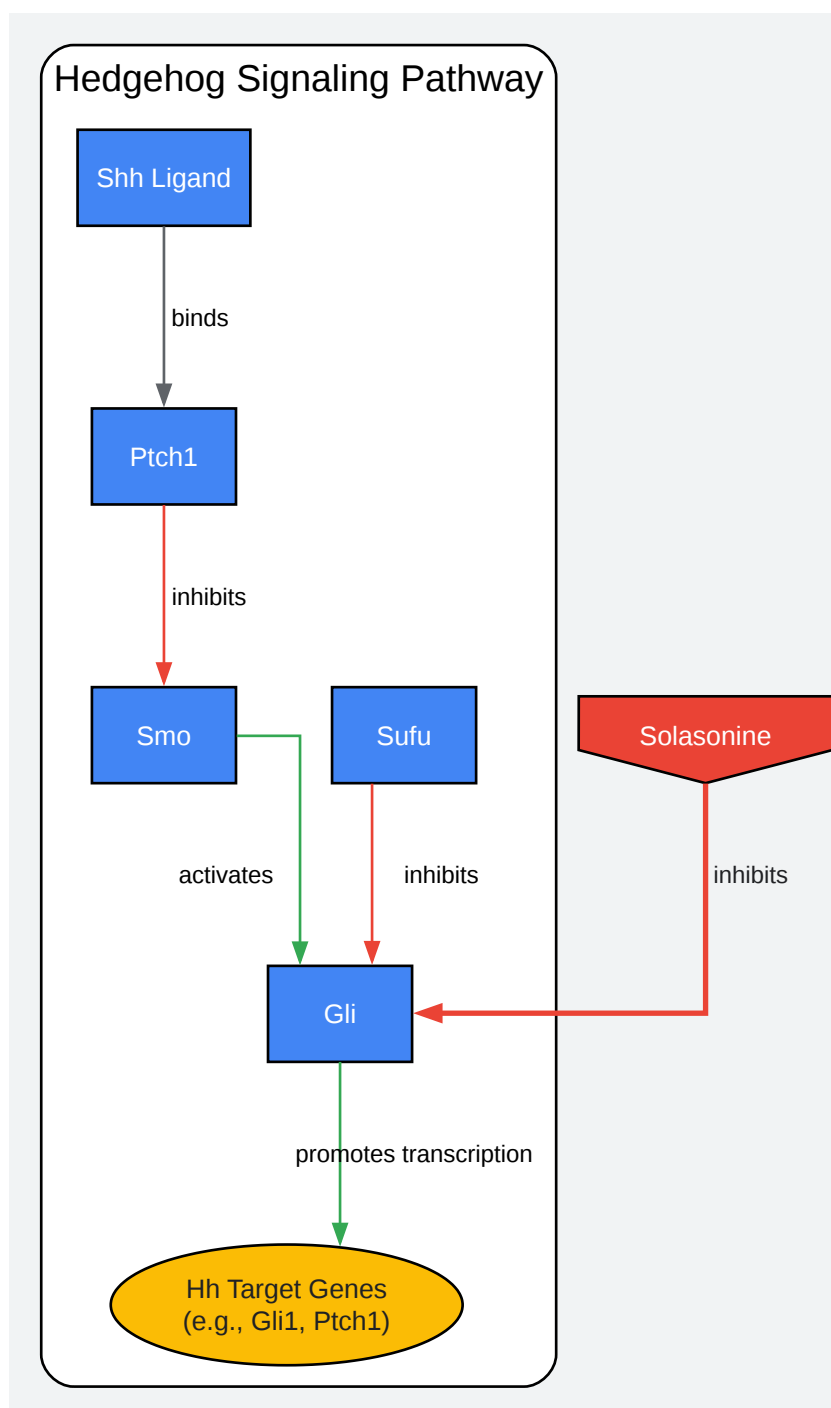 Hedgehog Signaling Pathway
Shh Ligand
binds
Ptch1
inhibits
Smo
Sufu
Solasonine
activates
inhibits
inhibits
Gli
promotes transcription
Hh Target Genes
(e.g., Gli1, Ptch1)